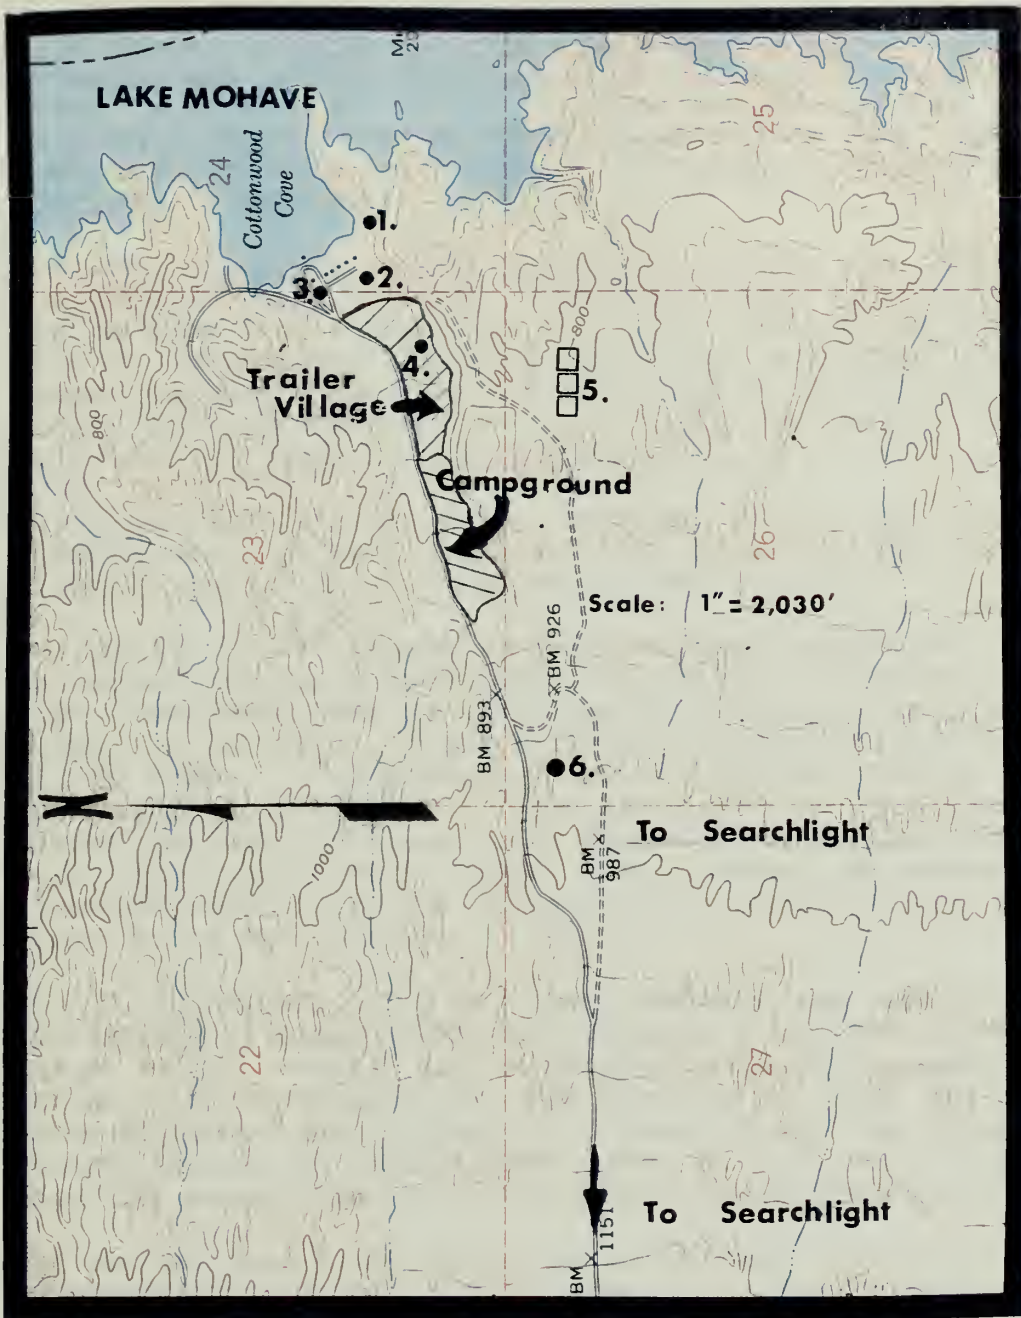 Mi
29
LAKE MOHAVE
25
24
Cottonwood
Cove
1.
2.
3.
800
4.
5.
Trailer
Village
800
Campground
23
26
Scale: 1" = 2,030'
BM 926
BM 893
6.
To Searchlight
BM
987
1000
22
27
To Searchlight
BM
1151